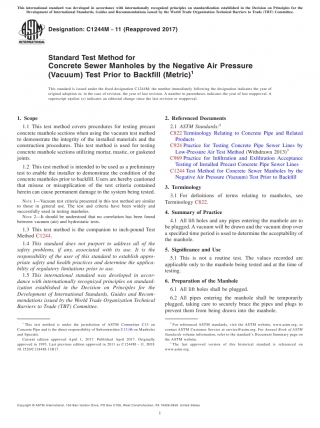 This international standard was developed in accordance with internationally recognized principles on standardization established in the Decision on Principles for the
Development of International Standards, Guides and Recommendations issued by the World Trade Organization Technical Barriers to Trade (TBT) Committee.
Designation: C1244M − 11 (Reapproved 2017)
INTERNATIONAL
Standard Test Method for
Concrete Sewer Manholes by the Negative Air Pressure
(Vacuum) Test Prior to Backfill (Metric)1
This standard is issued under the fixed designation C1244M; the number immediately following the designation indicates the year of
original adoption or, in the case of revision, the year of last revision. A number in parentheses indicates the year of last reapproval. A
superscript epsilon (ε) indicates an editorial change since the last revision or reapproval.
1. Scope
1.1 This test method covers procedures for testing precast
concrete manhole sections when using the vacuum test method
to demonstrate the integrity of the installed materials and the
construction procedures. This test method is used for testing
concrete manhole sections utilizing mortar, mastic, or gasketed
joints.
1.2 This test method is intended to be used as a preliminary
test to enable the installer to demonstrate the condition of the
concrete manholes prior to backfill. Users are hereby cautioned
that misuse or misapplication of the test criteria contained
herein can cause permanent damage to the system being tested.
NOTE 1—Vacuum test criteria presented in this test method are similar
to those in general use. The test and criteria have been widely and
successfully used in testing manholes.
NOTE 2—It should be understood that no correlation has been found
between vacuum (air) and hydrostatic tests.
1.3 This test method is the companion to inch-pound Test
Method C1244.
1.4 This standard does not purport to address all of the
safety problems, if any, associated with its use. It is the
responsibility of the user of this standard to establish appro-
priate safety and health practices and determine the applica-
bility of regulatory limitations prior to use.
1.5 This international standard was developed in accor-
dance with internationally recognized principles on standard-
ization established in the Decision on Principles for the
Development of International Standards, Guides and Recom-
mendations issued by the World Trade Organization Technical
Barriers to Trade (TBT) Committee.
2. Referenced Documents
2.1 ASTM Standards:2
C822 Terminology Relating to Concrete Pipe and Related
Products
C924 Practice for Testing Concrete Pipe Sewer Lines by
Low-Pressure Air Test Method (Withdrawn 2013)3
C969 Practice for Infiltration and Exfiltration Acceptance
Testing of Installed Precast Concrete Pipe Sewer Lines
C1244 Test Method for Concrete Sewer Manholes by the
Negative Air Pressure (Vacuum) Test Prior to Backfill
3. Terminology
3.1 For definitions of terms relating to manholes, see
Terminology C822.
4. Summary of Practice
4.1 All lift holes and any pipes entering the manhole are to
be plugged. A vacuum will be drawn and the vacuum drop over
a specified time period is used to determine the acceptability of
the manhole.
5. Significance and Use
5.1 This is not a routine test. The values recorded are
applicable only to the manhole being tested and at the time of
testing.
6. Preparation of the Manhole
6.1 All lift holes shall be plugged.
6.2 All pipes entering the manhole shall be temporarily
plugged, taking care to securely brace the pipes and plugs to
prevent them from being drawn into the manhole.
1 This test method is under the jurisdiction of ASTM Committee C13 on
Concrete Pipe and is the direct responsibility of Subcommittee C13.06 on Manholes
and Specials.
Current edition approved April 1, 2017. Published April 2017. Originally
approved in 1993. Last previous edition approved in 2011 as C1244M – 11. DOI:
10.1520/C1244M-11R17.
2 For referenced ASTM standards, visit the ASTM website, www.astm.org, or
contact ASTM Customer Service at service@astm.org. For Annual Book of ASTM
Standards volume information, refer to the standard's Document Summary page on
the ASTM website.
3 The last approved version of this historical standard is referenced on
www.astm.org.
Copyright © ASTM International, 100 Barr Harbor Drive, PO Box C700, West Conshohocken, PA 19428-2959. United States
1